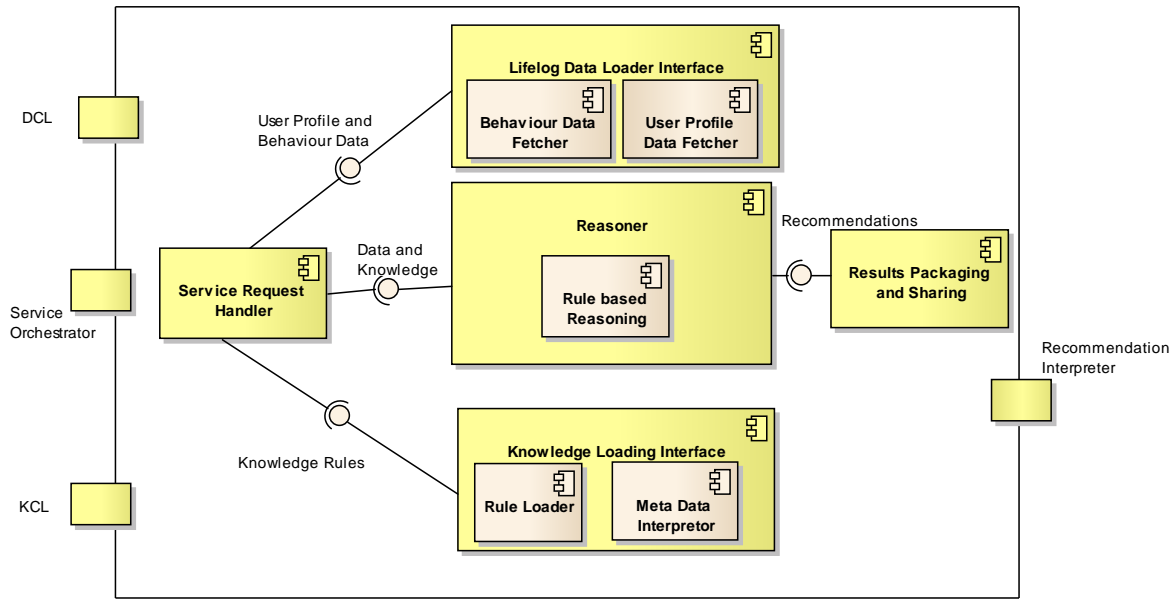 Lifelog Data Loader Interface
Behaviour Data
Fetcher
User Profile
Data Fetcher
DCL
User Profile and
Behaviour Data
Reasoner
Rule based
Reasoning
Recommendations
Data and
Knowledge
Service Request
Handler
Results Packaging
and Sharing
Service
Orchestrator
Recommendation
Interpreter
Knowledge Rules
Knowledge Loading Interface
Rule Loader
Meta Data
Interpretor
KCL